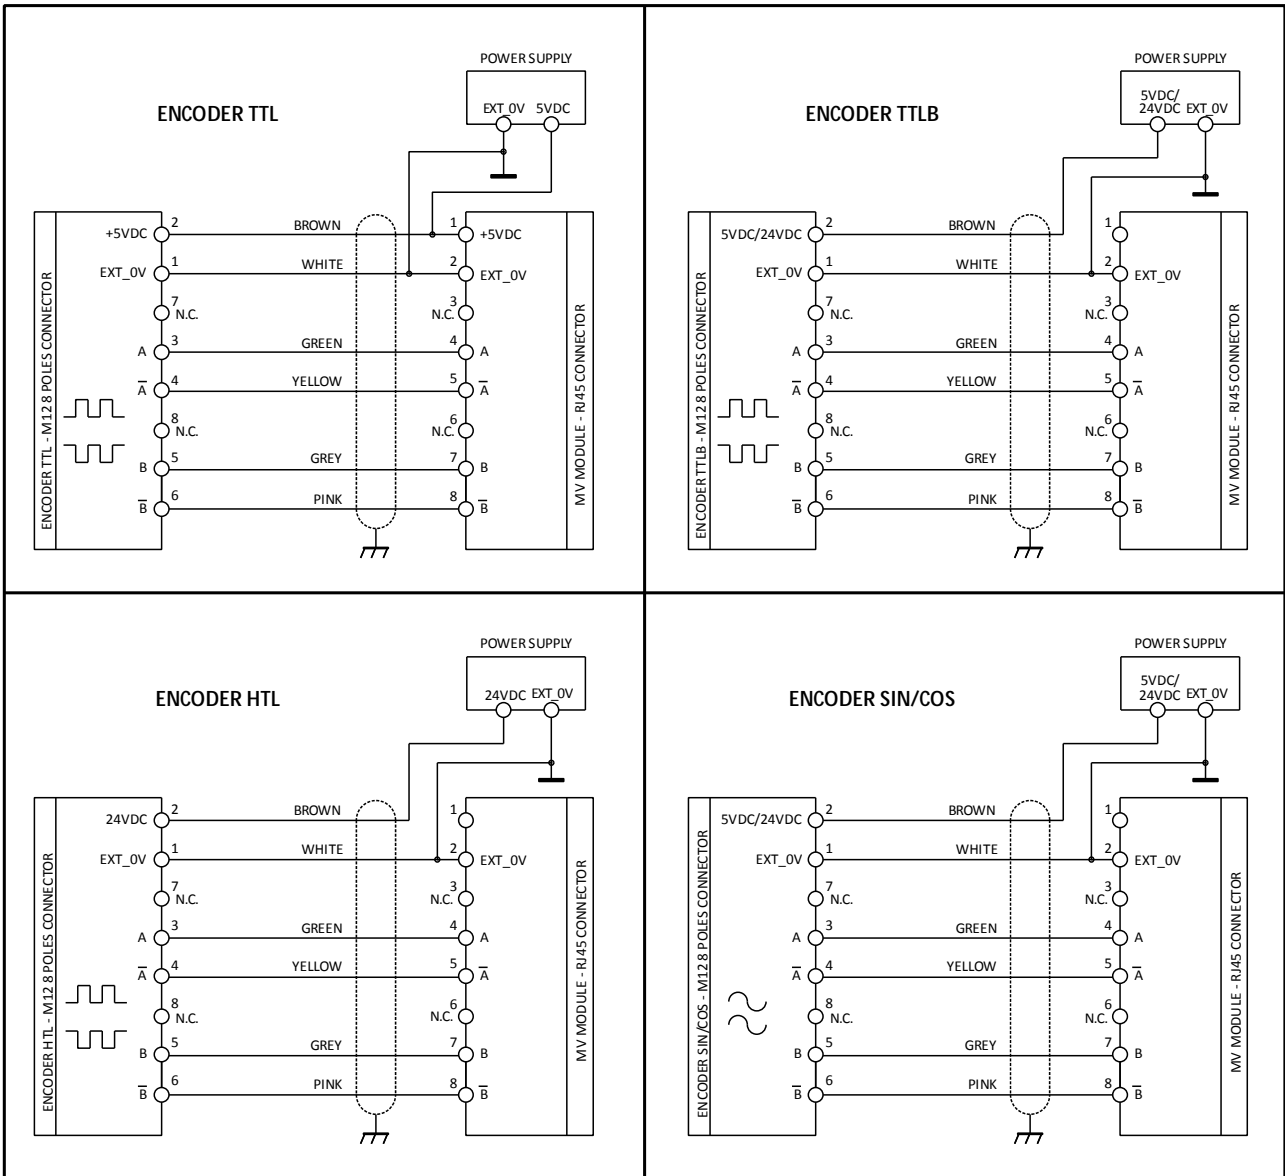 POWER SUPPLY
EXT_0V 5VDC
ENCODER TTL
ENCODER TTL - M12 8 POLES CONNECTOR
MV MODULE - RJ45 CONNECTOR
+5VDC 2 BROWN 1 +5VDC
EXT_0V 1 WHITE 2 EXT_0V
7 N.C. 3 N.C.
A 3 GREEN 4 A
A̅ 4 YELLOW 5 A̅
8 N.C. 6 N.C.
B 5 GREY 7 B
B̅ 6 PINK 8 B̅
POWER SUPPLY
5VDC/
24VDC EXT_0V
ENCODER TTLB
ENCODER TTLB - M12 8 POLES CONNECTOR
MV MODULE - RJ45 CONNECTOR
5VDC/24VDC 2 BROWN 1
EXT_0V 1 WHITE 2 EXT_0V
7 N.C. 3 N.C.
A 3 GREEN 4 A
A̅ 4 YELLOW 5 A̅
8 N.C. 6 N.C.
B 5 GREY 7 B
B̅ 6 PINK 8 B̅
POWER SUPPLY
24VDC EXT_0V
ENCODER HTL
ENCODER HTL - M12 8 POLES CONNECTOR
MV MODULE - RJ45 CONNECTOR
24VDC 2 BROWN 1
EXT_0V 1 WHITE 2 EXT_0V
7 N.C. 3 N.C.
A 3 GREEN 4 A
A̅ 4 YELLOW 5 A̅
8 N.C. 6 N.C.
B 5 GREY 7 B
B̅ 6 PINK 8 B̅
POWER SUPPLY
5VDC/
24VDC EXT_0V
ENCODER SIN/COS
ENCODER SIN/COS - M12 8 POLES CONNECTOR
MV MODULE - RJ45 CONNECTOR
5VDC/24VDC 2 BROWN 1
EXT_0V 1 WHITE 2 EXT_0V
7 N.C. 3 N.C.
A 3 GREEN 4 A
A̅ 4 YELLOW 5 A̅
8 N.C. 6 N.C.
B 5 GREY 7 B
B̅ 6 PINK 8 B̅